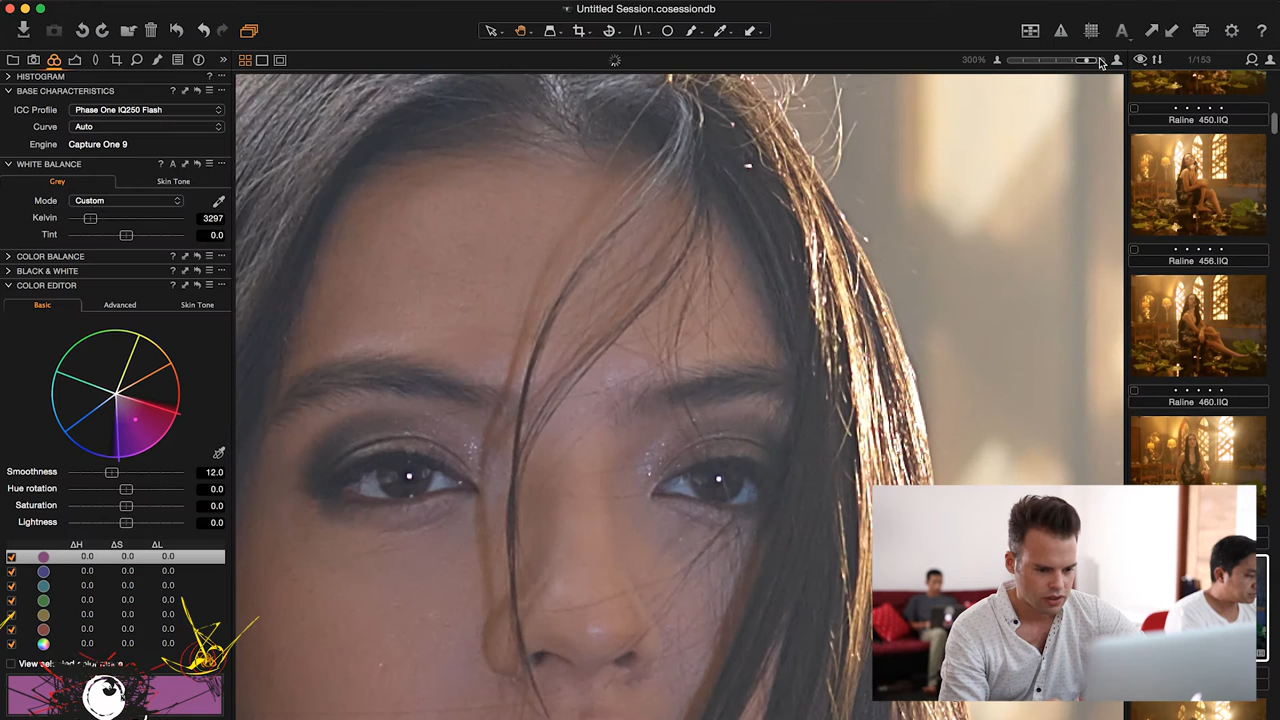 Untitled Session.cosessiondb
300%
1/153
HISTOGRAM ?
BASE CHARACTERISTICS ?
ICC Profile Phase One IQ250 Flash
Curve Auto
Engine Capture One 9
WHITE BALANCE ? A
Grey Skin Tone
Mode Custom
Kelvin 3297
Tint 0.0
COLOR BALANCE
BLACK & WHITE
COLOR EDITOR
Basic Advanced Skin Tone
Smoothness 12.0
Hue rotation 0.0
Saturation 0.0
Lightness 0.0
ΔH ΔS ΔL
0.0 0.0 0.0
0.0 0.0 0.0
0.0 0.0 0.0
0.0 0.0 0.0
0.0 0.0 0.0
0.0 0.0 0.0
0.0 0.0 0.0
View
Raline 450.IIQ
Raline 456.IIQ
Raline 460.IIQ